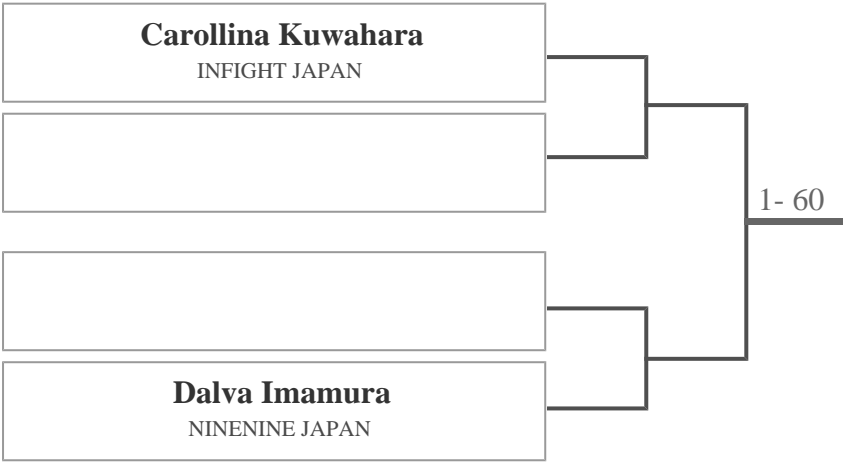 Carollina Kuwahara
INFIGHT JAPAN
1- 60
Dalva Imamura
NINENINE JAPAN